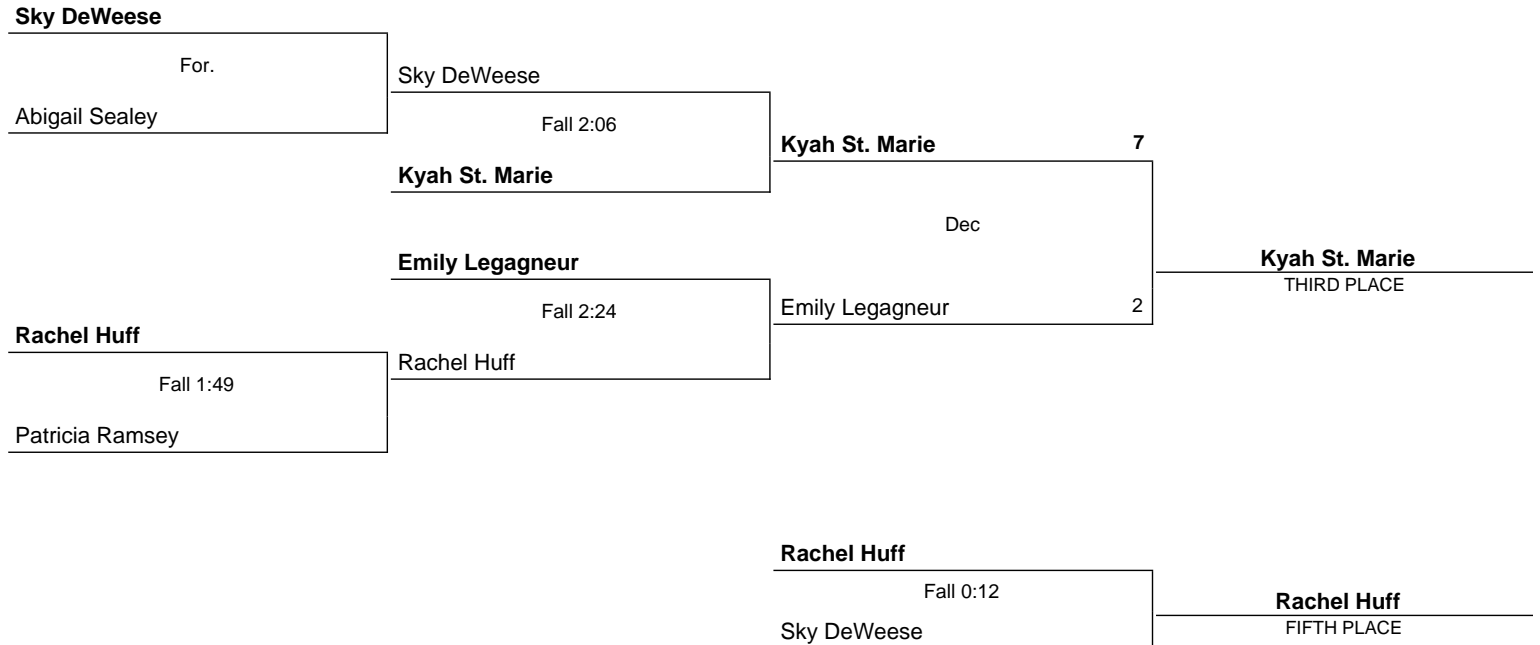 Sky DeWeese
For.
Abigail Sealey
Sky DeWeese
Fall 2:06
Kyah St. Marie
Kyah St. Marie 7
Dec
Emily Legagneur 2
Emily Legagneur
Fall 2:24
Rachel Huff
Rachel Huff
Fall 1:49
Patricia Ramsey
Kyah St. Marie
THIRD PLACE
Rachel Huff
Fall 0:12
Sky DeWeese
Rachel Huff
FIFTH PLACE